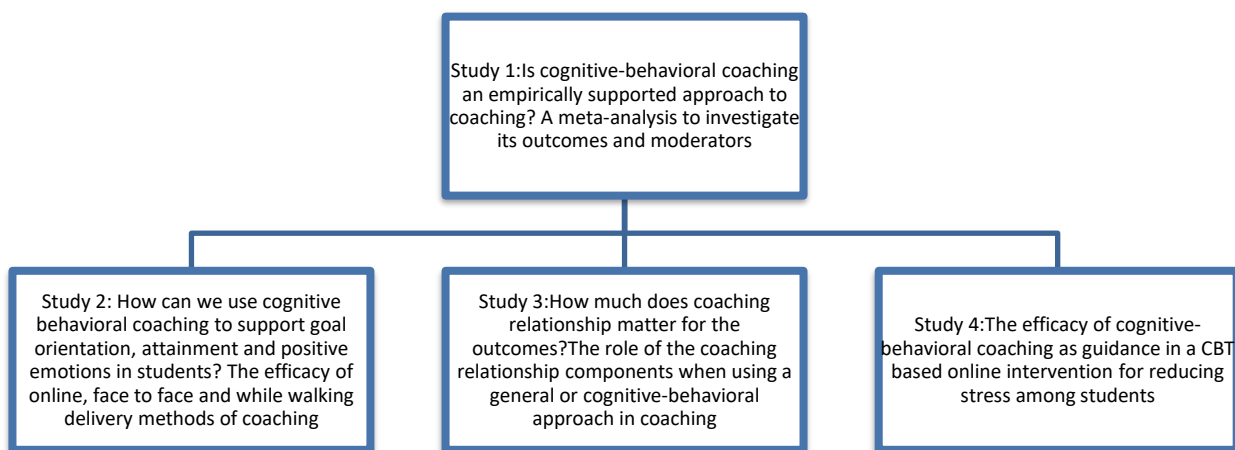 Study 1:Is cognitive-behavioral coaching
an empirically supported approach to
coaching? A meta-analysis to investigate
its outcomes and moderators
Study 2: How can we use cognitive
behavioral coaching to support goal
orientation, attainment and positive
emotions in students? The efficacy of
online, face to face and while walking
delivery methods of coaching
Study 3:How much does coaching
relationship matter for the
outcomes?The role of the coaching
relationship components when using a
general or cognitive-behavioral
approach in coaching
Study 4:The efficacy of cognitive-
behavioral coaching as guidance in a CBT
based online intervention for reducing
stress among students